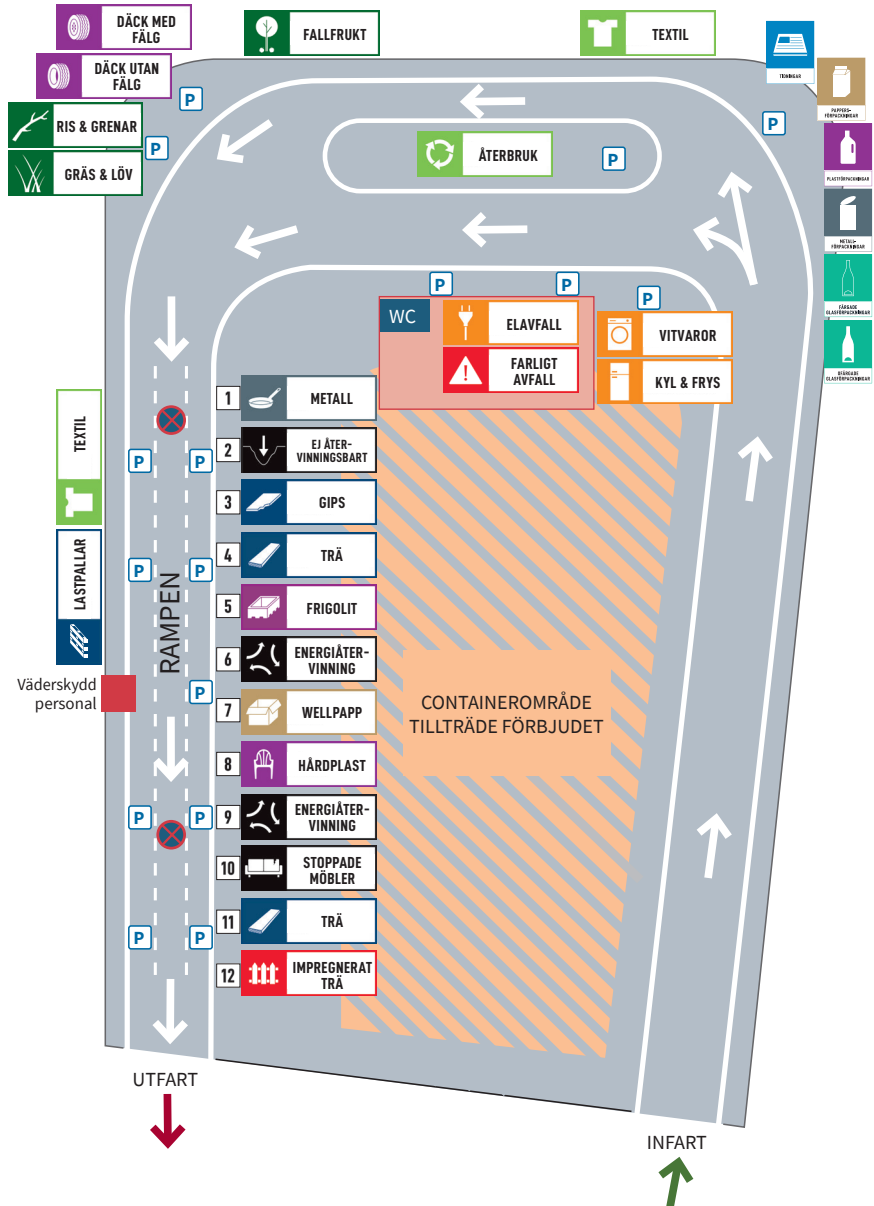 DÄCK MED
FÄLG
FALLFRUKT
TEXTIL
TIDNINGAR
DÄCK UTAN
FÄLG
P
PAPPERS-
FÖRPACKNINGAR
RIS & GRENAR
P
P
GRÄS & LÖV
ÅTERBRUK
P
PLASTFÖRPACKNINGAR
METALL-
FÖRPACKNINGAR
FÄRGADE
GLASFÖRPACKNINGAR
OFÄRGADE
GLASFÖRPACKNINGAR
P
P
P
WC
ELAVFALL
VITVAROR
FARLIGT
AVFALL
KYL & FRYS
1
METALL
2
EJ ÅTER-
VINNINGSBART
P
P
TEXTIL
3
GIPS
4
TRÄ
P
P
LASTPALLAR
RAMPEN
5
FRIGOLIT
6
ENERGIÅTER-
VINNING
Väderskydd
personal
P
7
WELLPAPP
CONTAINEROMRÅDE
TILLTRÄDE FÖRBJUDET
8
HÅRDPLAST
P
P
9
ENERGIÅTER-
VINNING
10
STOPPADE
MÖBLER
11
TRÄ
P
P
12
IMPREGNERAT
TRÄ
UTFART
INFART